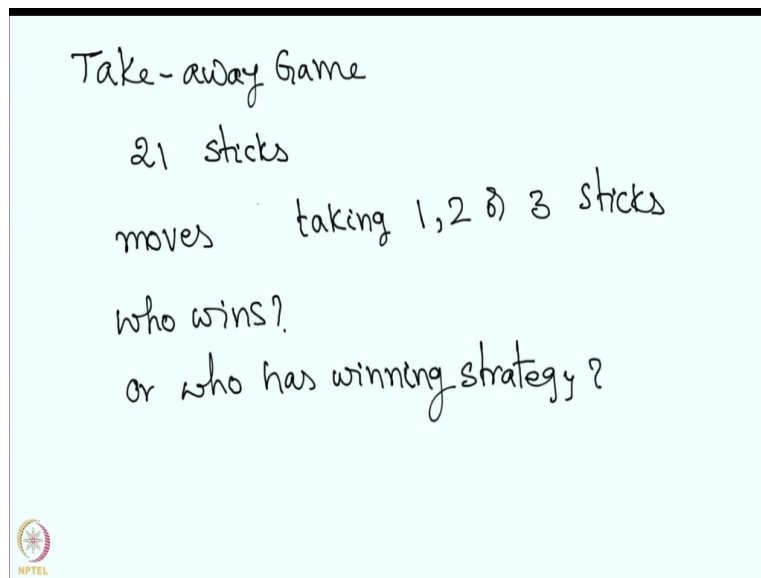 Take-away Game
21 sticks
moves taking 1, 2 or 3 sticks
who wins?
or who has winning strategy?
NPTEL